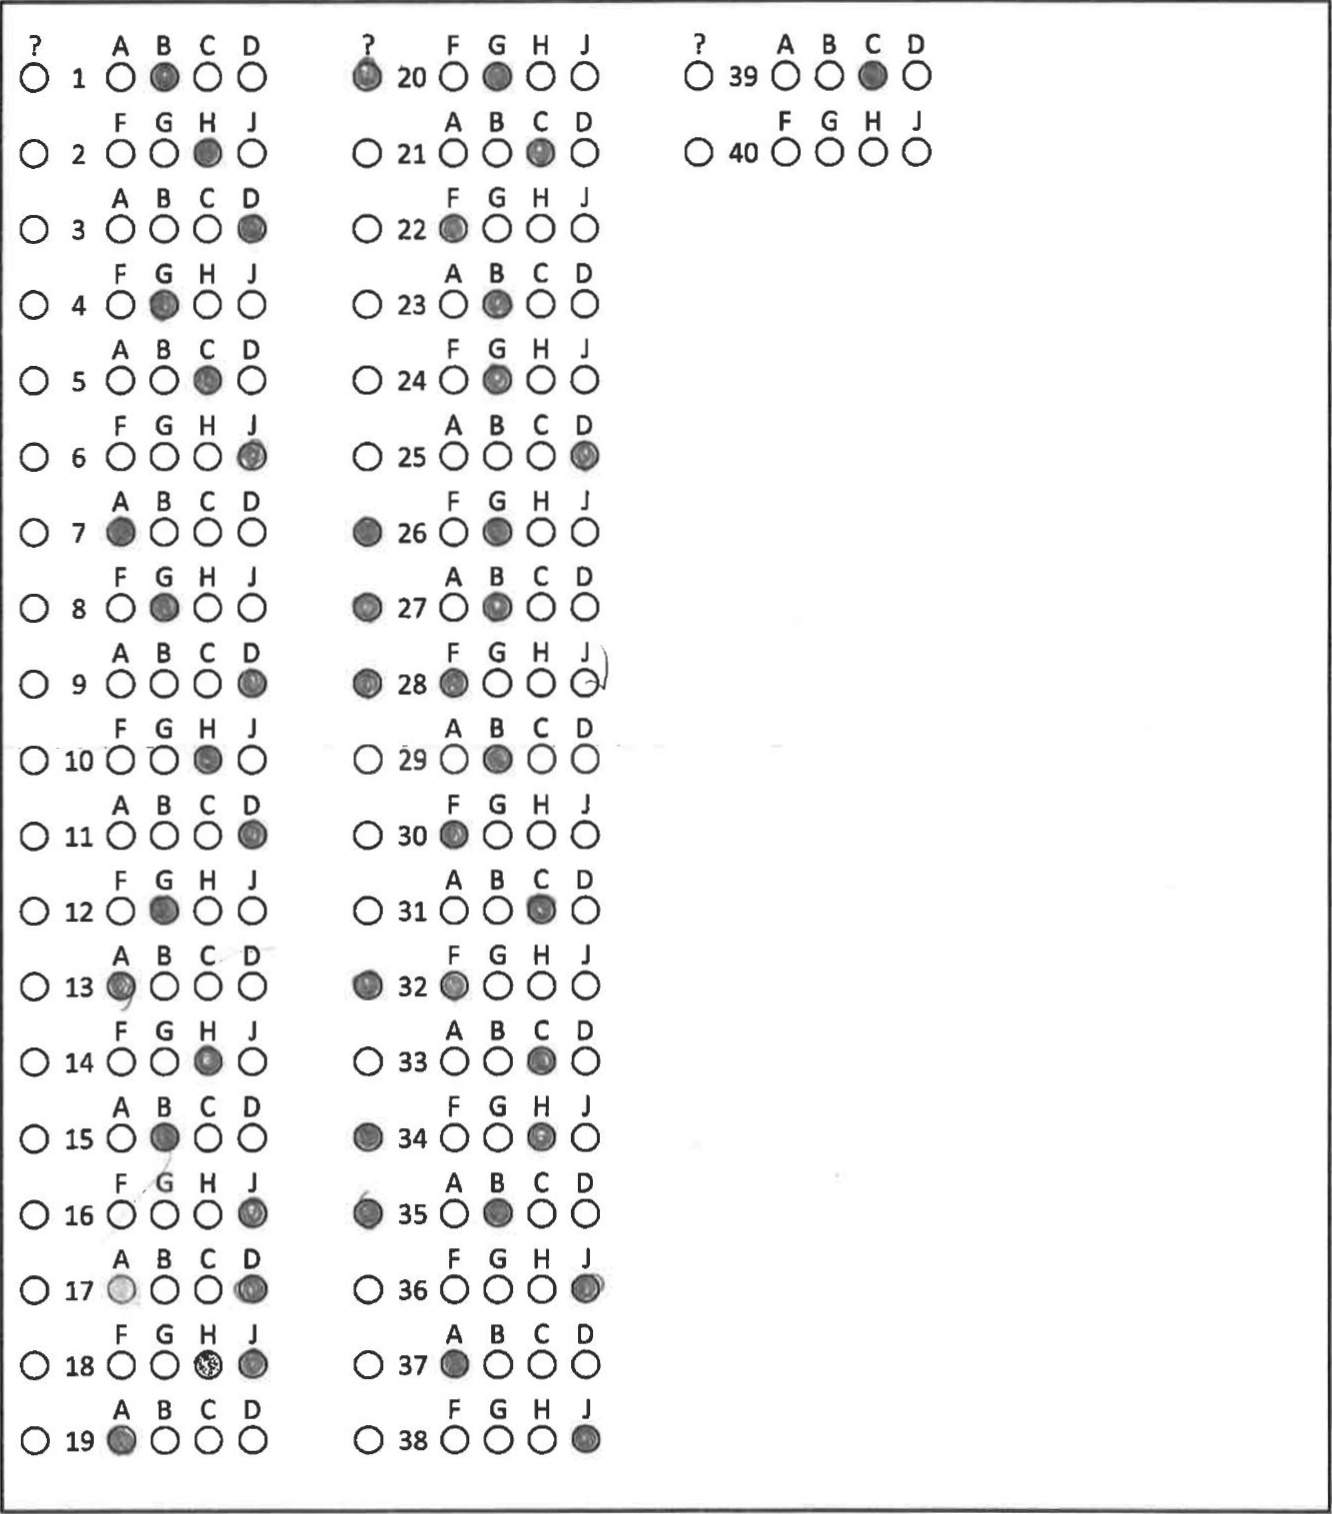 ? A B C D
1
F G H J
2
A B C D
3
F G H J
4
A B C D
5
F G H J
6
A B C D
7
F G H J
8
A B C D
9
F G H J
10
A B C D
11
F G H J
12
A B C D
13
F G H J
14
A B C D
15
F G H J
16
A B C D
17
F G H J
18
A B C D
19
? F G H J
20
A B C D
21
F G H J
22
A B C D
23
F G H J
24
A B C D
25
F G H J
26
A B C D
27
F G H J
28
A B C D
29
F G H J
30
A B C D
31
F G H J
32
A B C D
33
F G H J
34
A B C D
35
F G H J
36
A B C D
37
F G H J
38
? A B C D
39
F G H J
40